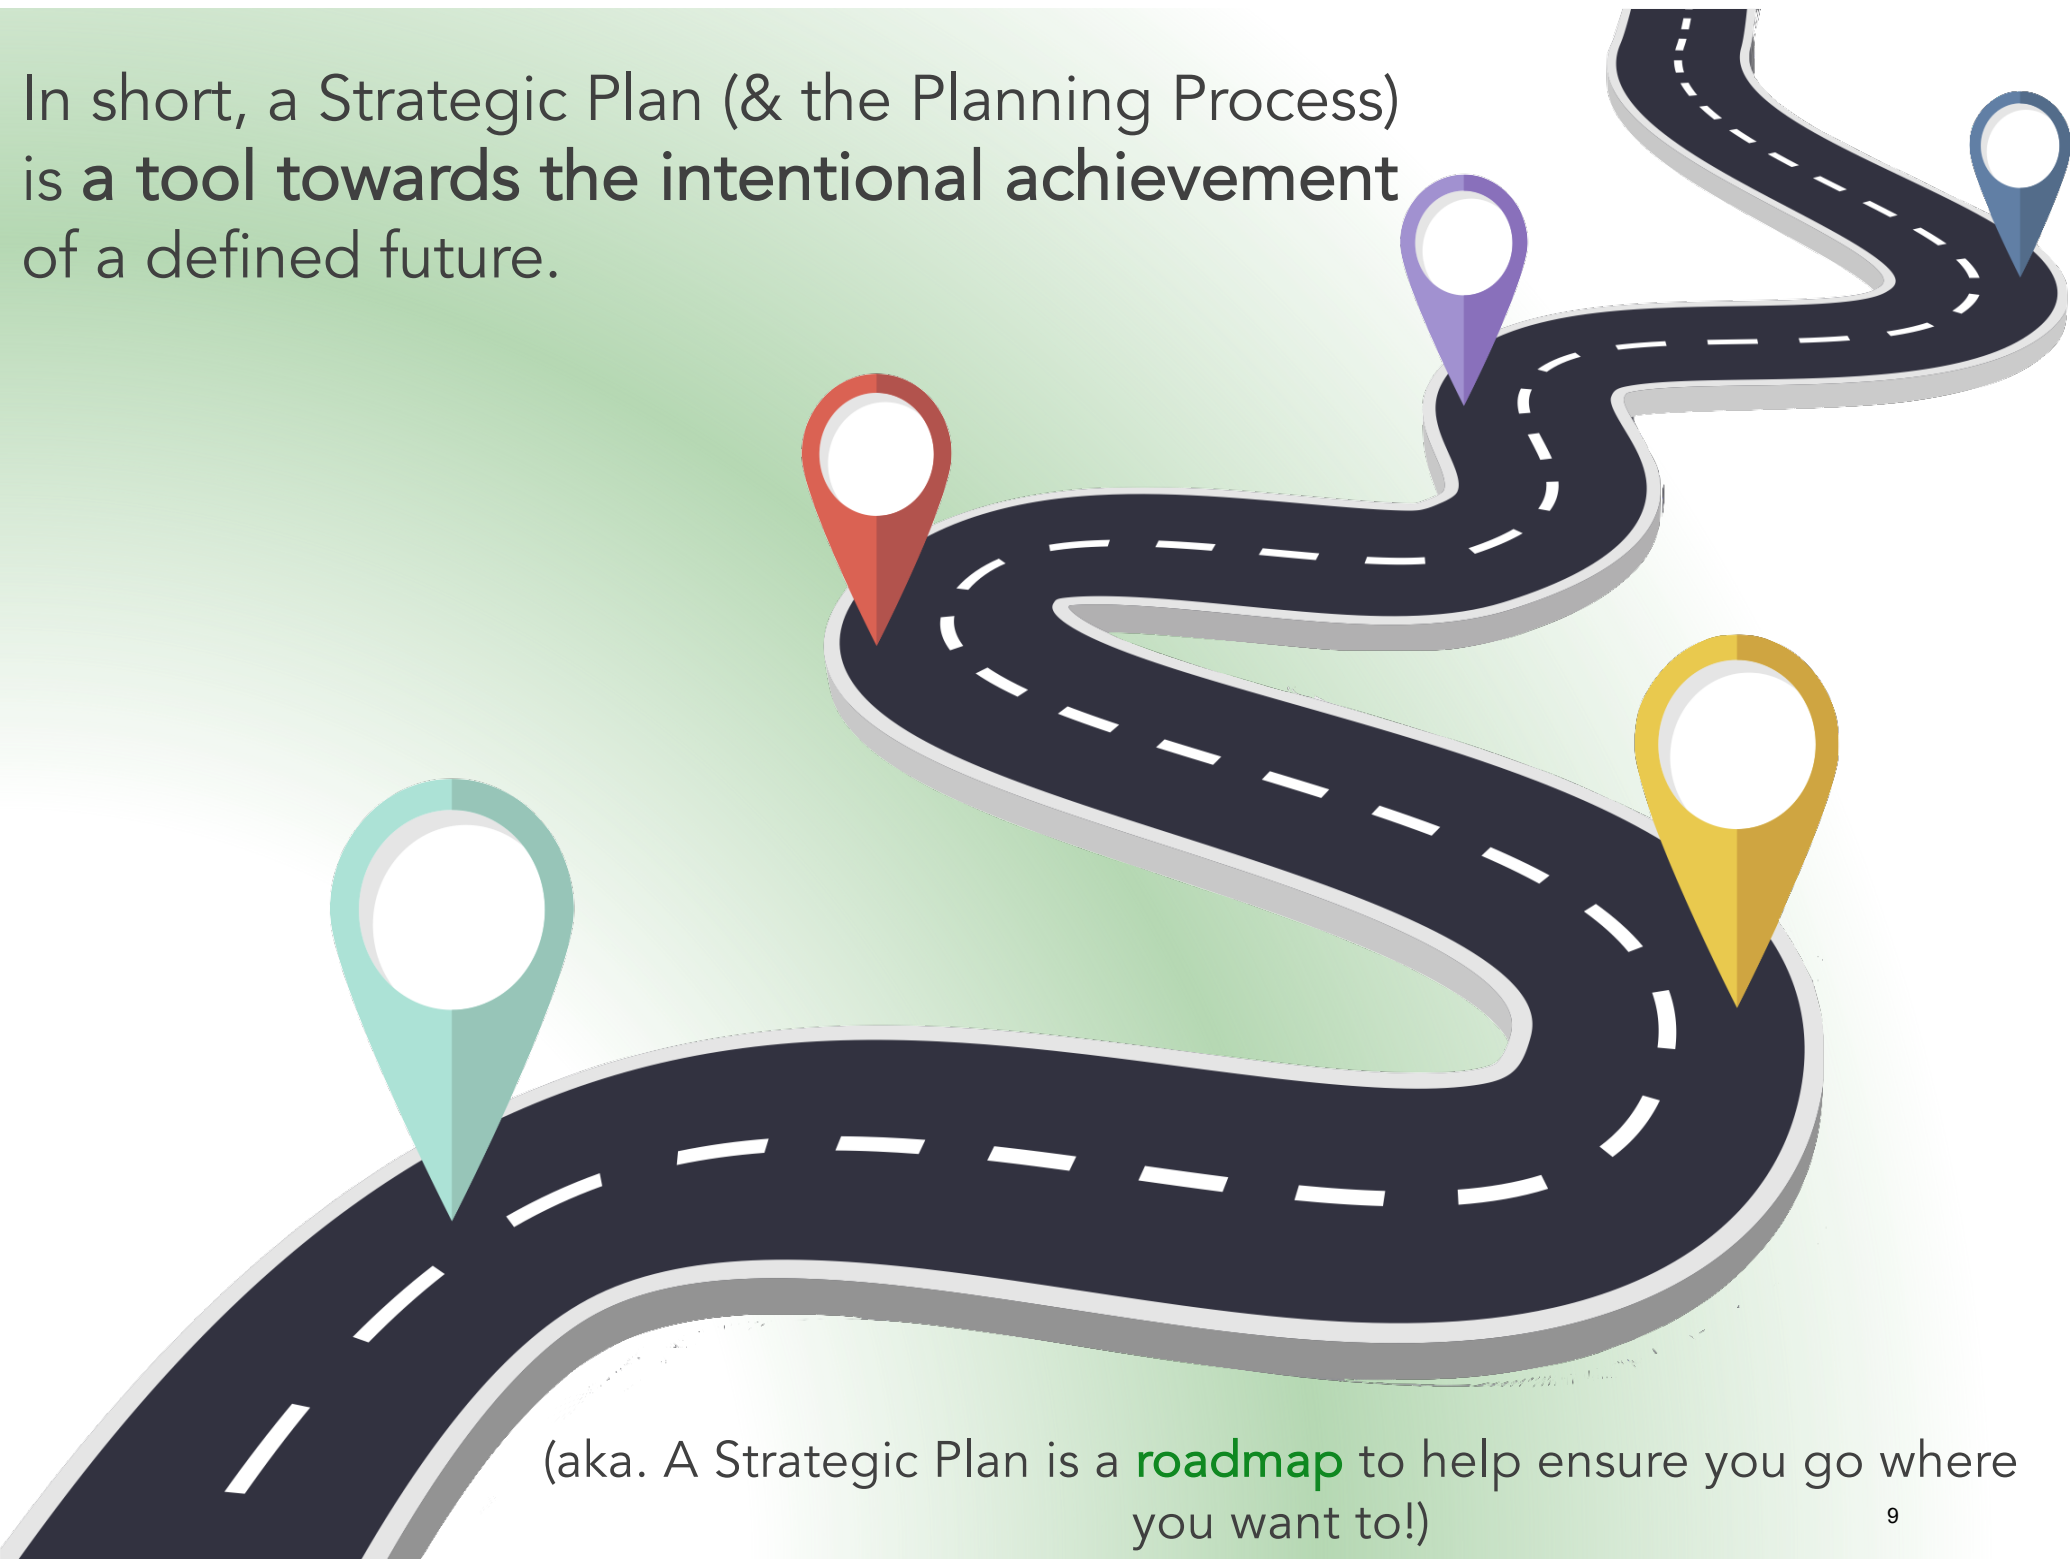 In short, a Strategic Plan (& the Planning Process)
is a tool towards the intentional achievement
of a defined future.
(aka. A Strategic Plan is a roadmap to help ensure you go where
you want to!)
9